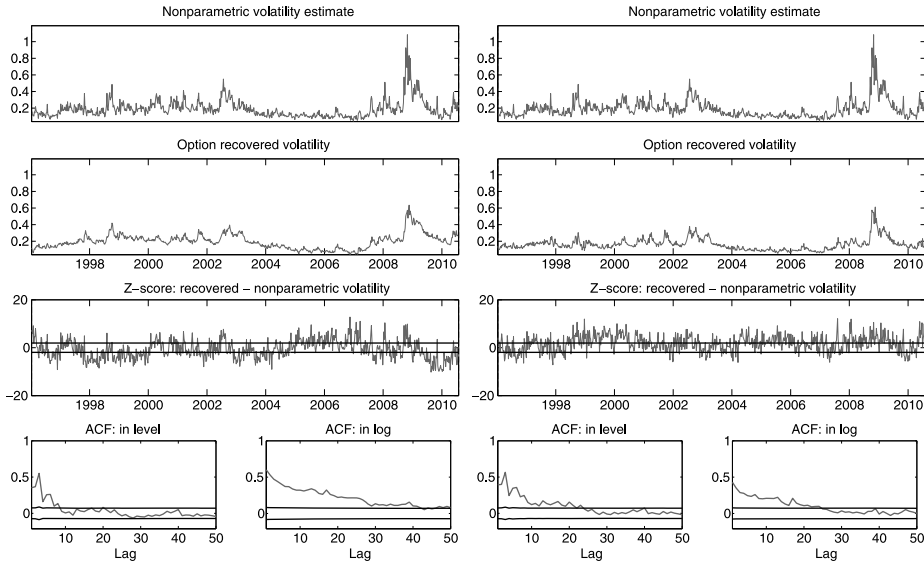 Nonparametric volatility estimate
1
0.8
0.6
0.4
0.2
Option recovered volatility
1
0.8
0.6
0.4
0.2
1998 2000 2002 2004 2006 2008 2010
Z−score: recovered − nonparametric volatility
20
0
−20
1998 2000 2002 2004 2006 2008 2010
ACF: in level
1
0.5
0
10 20 30 40 50
Lag
ACF: in log
1
0.5
0
10 20 30 40 50
Lag
Nonparametric volatility estimate
1
0.8
0.6
0.4
0.2
Option recovered volatility
1
0.8
0.6
0.4
0.2
1998 2000 2002 2004 2006 2008 2010
Z−score: recovered − nonparametric volatility
20
0
−20
1998 2000 2002 2004 2006 2008 2010
ACF: in level
1
0.5
0
10 20 30 40 50
Lag
ACF: in log
1
0.5
0
10 20 30 40 50
Lag